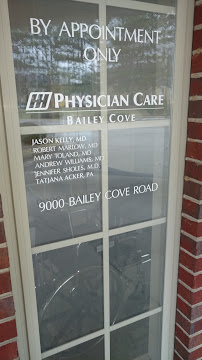 BY APPOINTMENT
ONLY
PHYSICIAN CARE
BAILEY COVE
JASON KELLY, MD
ROBERT MARLOW, MD
MARY TOLAND, MD
ANDREW WILLIAMS, MD
JENNIFER SHOLES, M.D.
TATJANA ACKER, PA
9000 BAILEY COVE ROAD